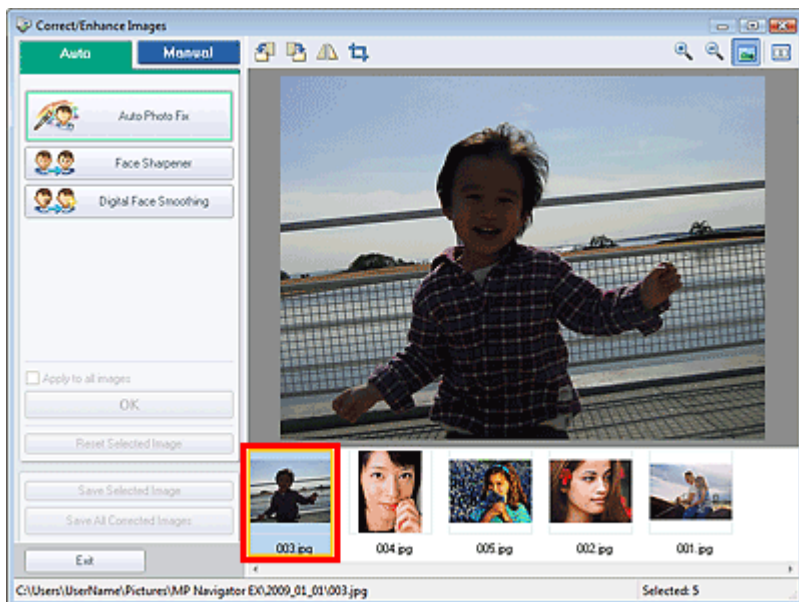 Correct/Enhance Images
Auto
Manual
Auto Photo Fix
Face Sharpener
Digital Face Smoothing
Apply to all images
OK
Reset Selected Image
Save Selected Image
Save All Corrected Images
Exit
003.jpg
004.jpg
005.jpg
002.jpg
001.jpg
C:\Users\UserName\Pictures\MP Navigator EX\2009_01_01\003.jpg
Selected: 5